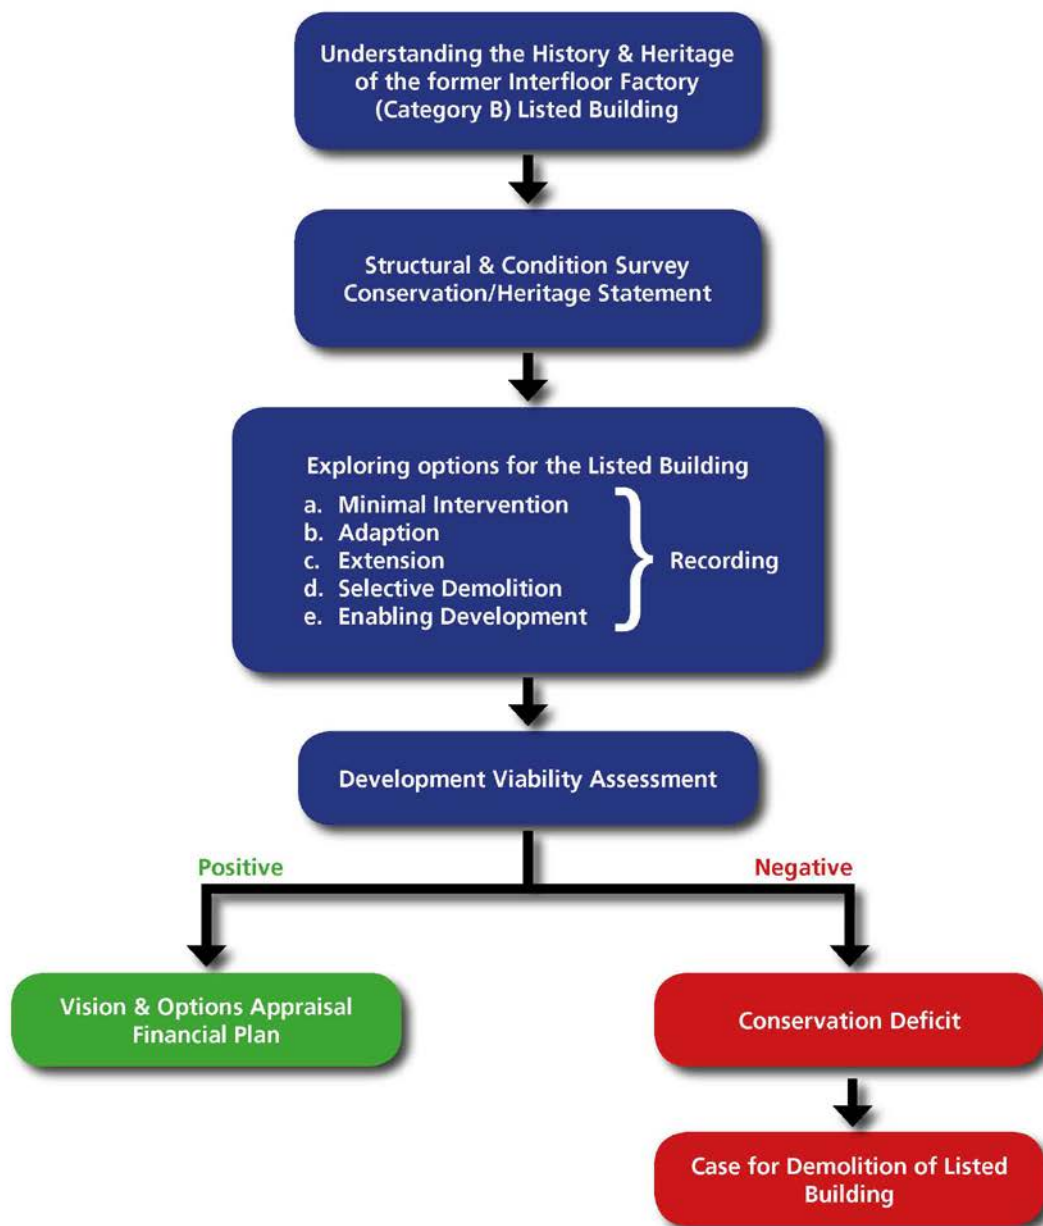 Understanding the History & Heritage
of the former Interfloor Factory
(Category B) Listed Building
Structural & Condition Survey
Conservation/Heritage Statement
Exploring options for the Listed Building
a. Minimal Intervention
b. Adaption
c. Extension
d. Selective Demolition
e. Enabling Development
} Recording
Development Viability Assessment
Positive
Negative
Vision & Options Appraisal
Financial Plan
Conservation Deficit
Case for Demolition of Listed
Building